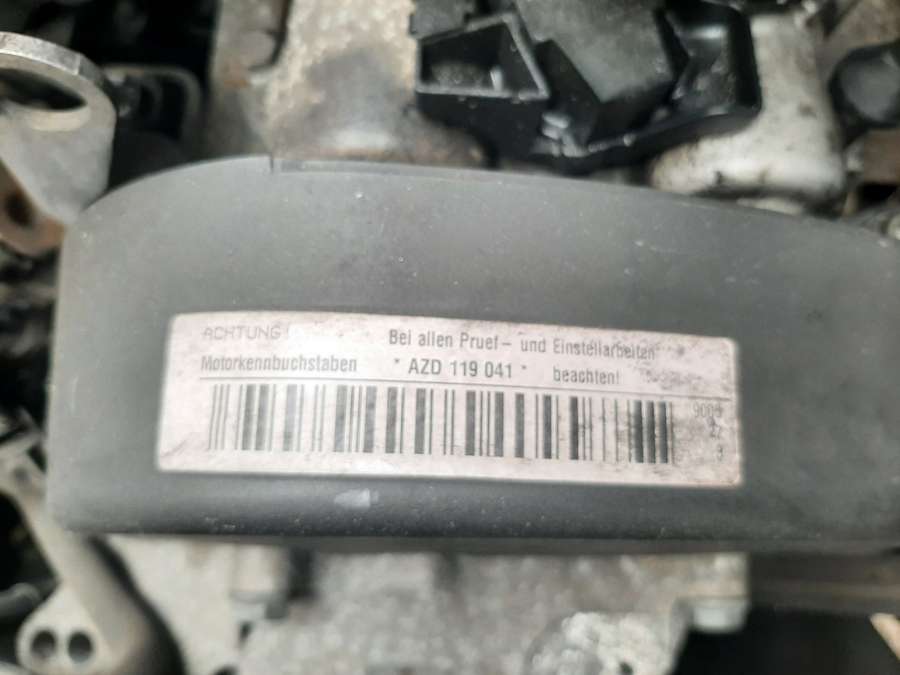 ACHTUNG! Bei allen Pruef- und Einstellarbeiten
Motorkennbuchstaben * AZD 119 041 * beachten!